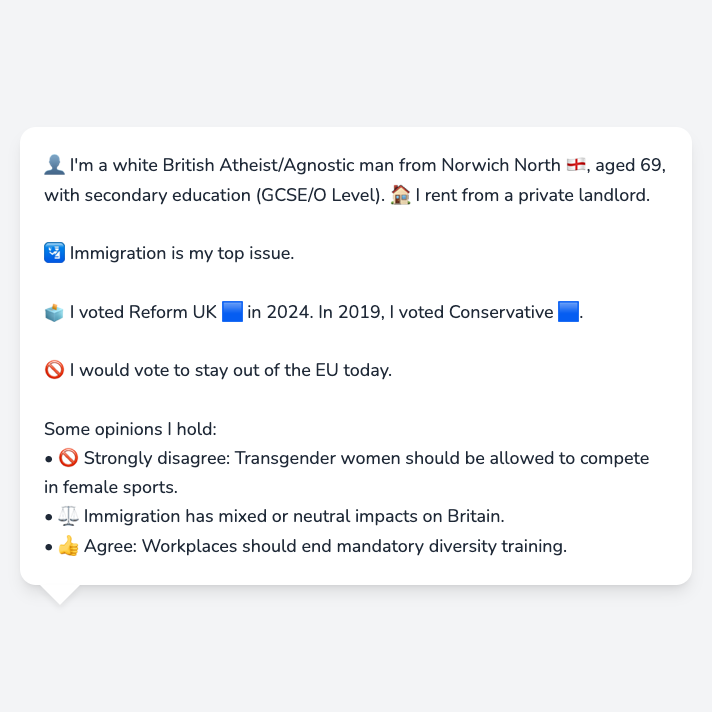 👤 I'm a white British Atheist/Agnostic man from Norwich North 🏴󠁧󠁢󠁥󠁮󠁧󠁿, aged 69,
with secondary education (GCSE/O Level). 🏠 I rent from a private landlord.
🛂 Immigration is my top issue.
🗳️ I voted Reform UK 🟦 in 2024. In 2019, I voted Conservative 🟦.
🚫 I would vote to stay out of the EU today.
Some opinions I hold:
• 🚫 Strongly disagree: Transgender women should be allowed to compete
in female sports.
• ⚖️ Immigration has mixed or neutral impacts on Britain.
• 👍 Agree: Workplaces should end mandatory diversity training.